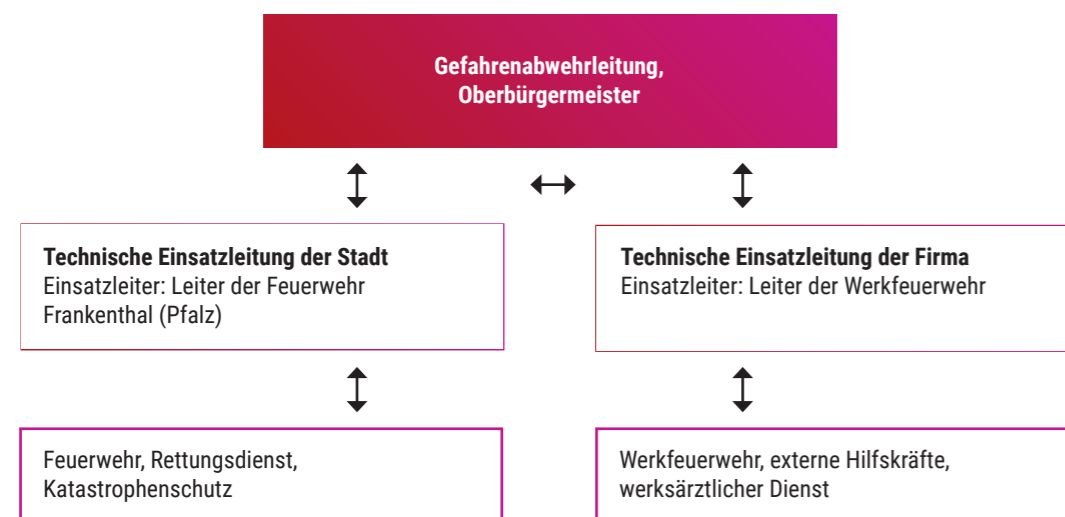 Gefahrenabwehrleitung,
Oberbürgermeister
Technische Einsatzleitung der Stadt
Einsatzleiter: Leiter der Feuerwehr
Frankenthal (Pfalz)
Technische Einsatzleitung der Firma
Einsatzleiter: Leiter der Werkfeuerwehr
Feuerwehr, Rettungsdienst,
Katastrophenschutz
Werkfeuerwehr, externe Hilfskräfte,
werksärztlicher Dienst